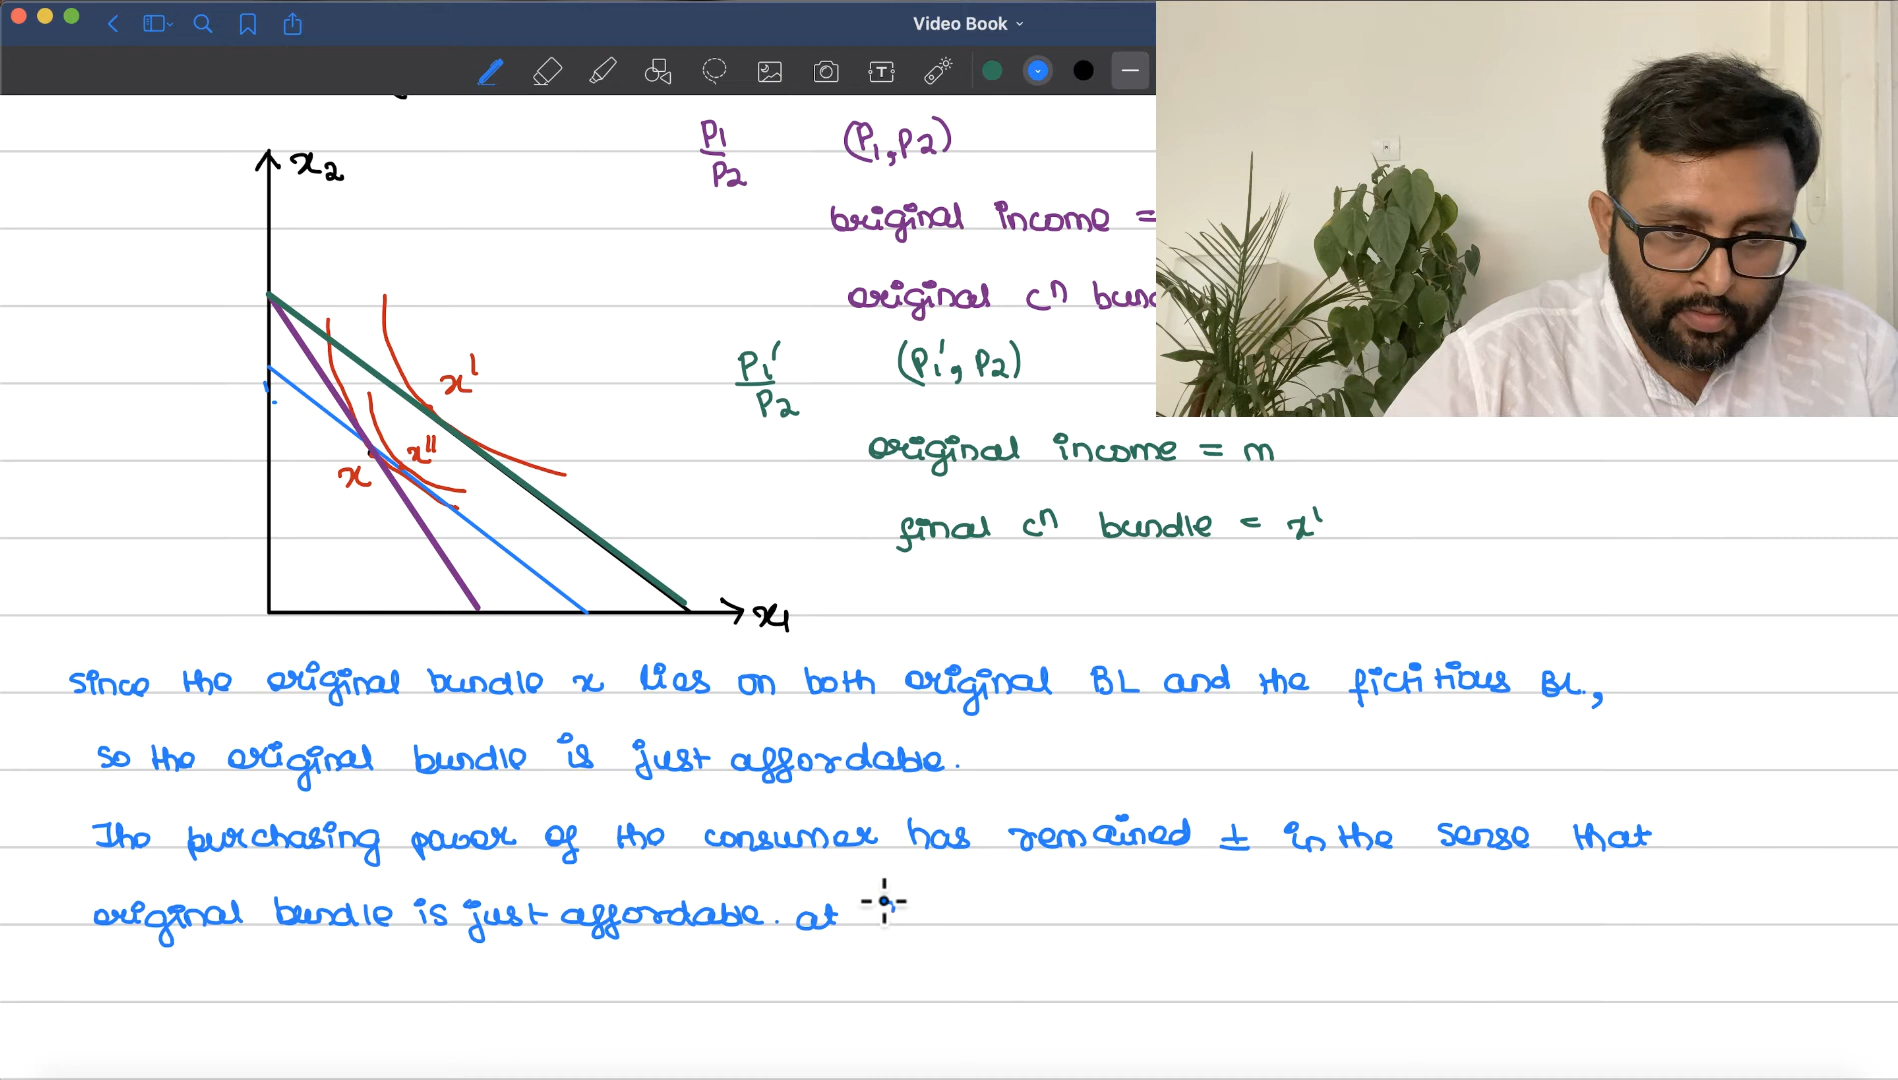 Video Book
x2
P1/P2 (P1, P2)
original income =
original cn
x'
P1'/P2 (P1', P2)
x''
x
original income = m
final cn bundle = x'
x1
since the original bundle x lies on both original BL and the fictitious BL,
so the original bundle is just affordable.
The purchasing power of the consumer has remained ± in the sense that
original bundle is just affordable. at